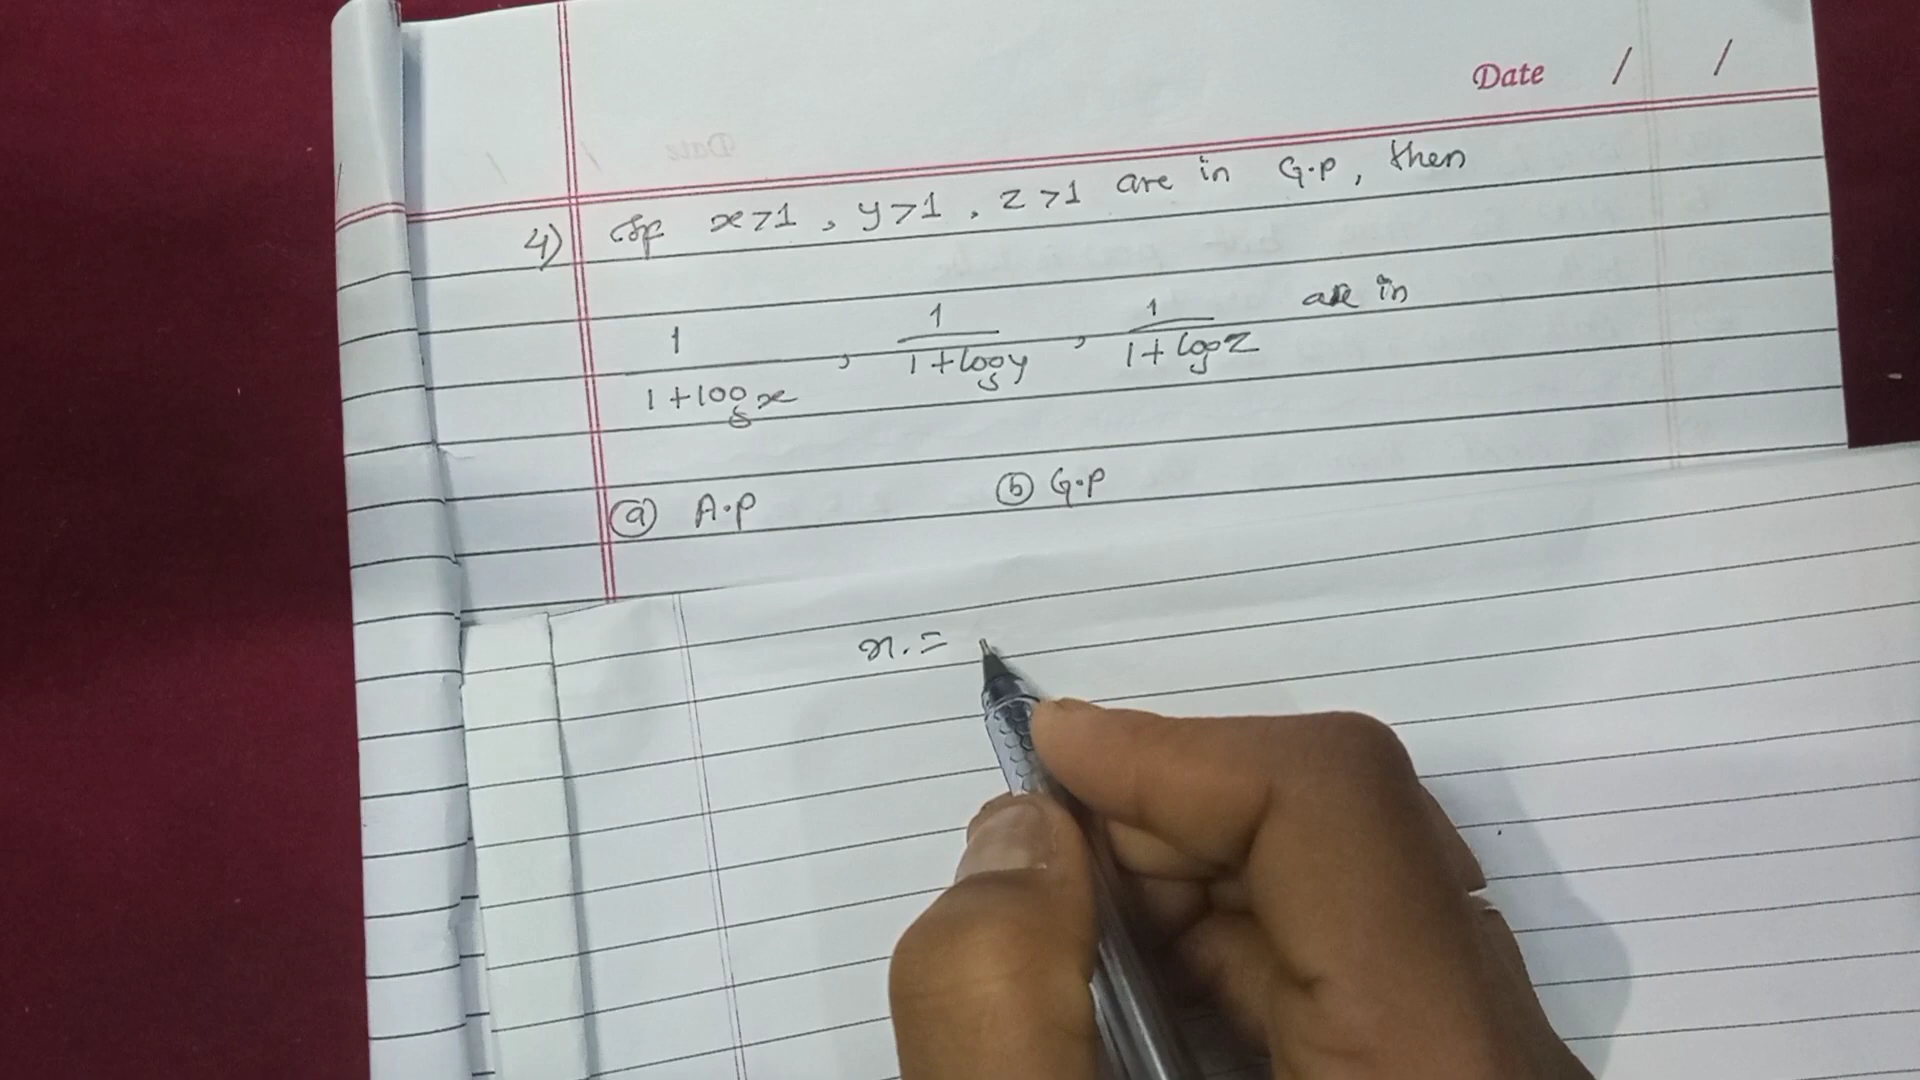 Date / /
4) If x>1, y>1, z>1 are in G.P, then
1/1+log x, 1/1+log y, 1/1+log z are in
(a) A.P (b) G.P
x. =